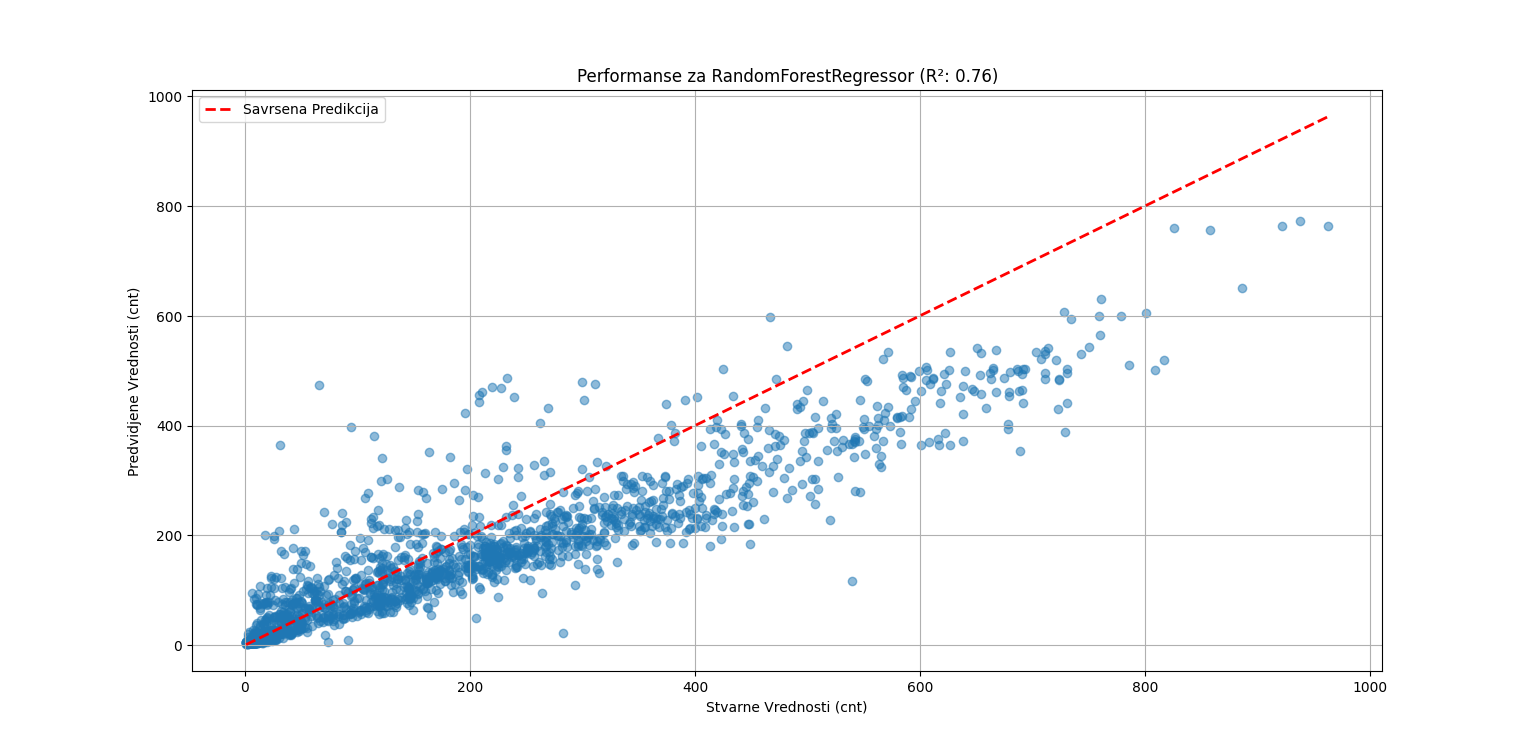 Performanse za RandomForestRegressor (R²: 0.76)
Savrsena Predikcija
Predvidjene Vrednosti (cnt)
1000
800
600
400
200
0
0 200 400 600 800 1000
Stvarne Vrednosti (cnt)